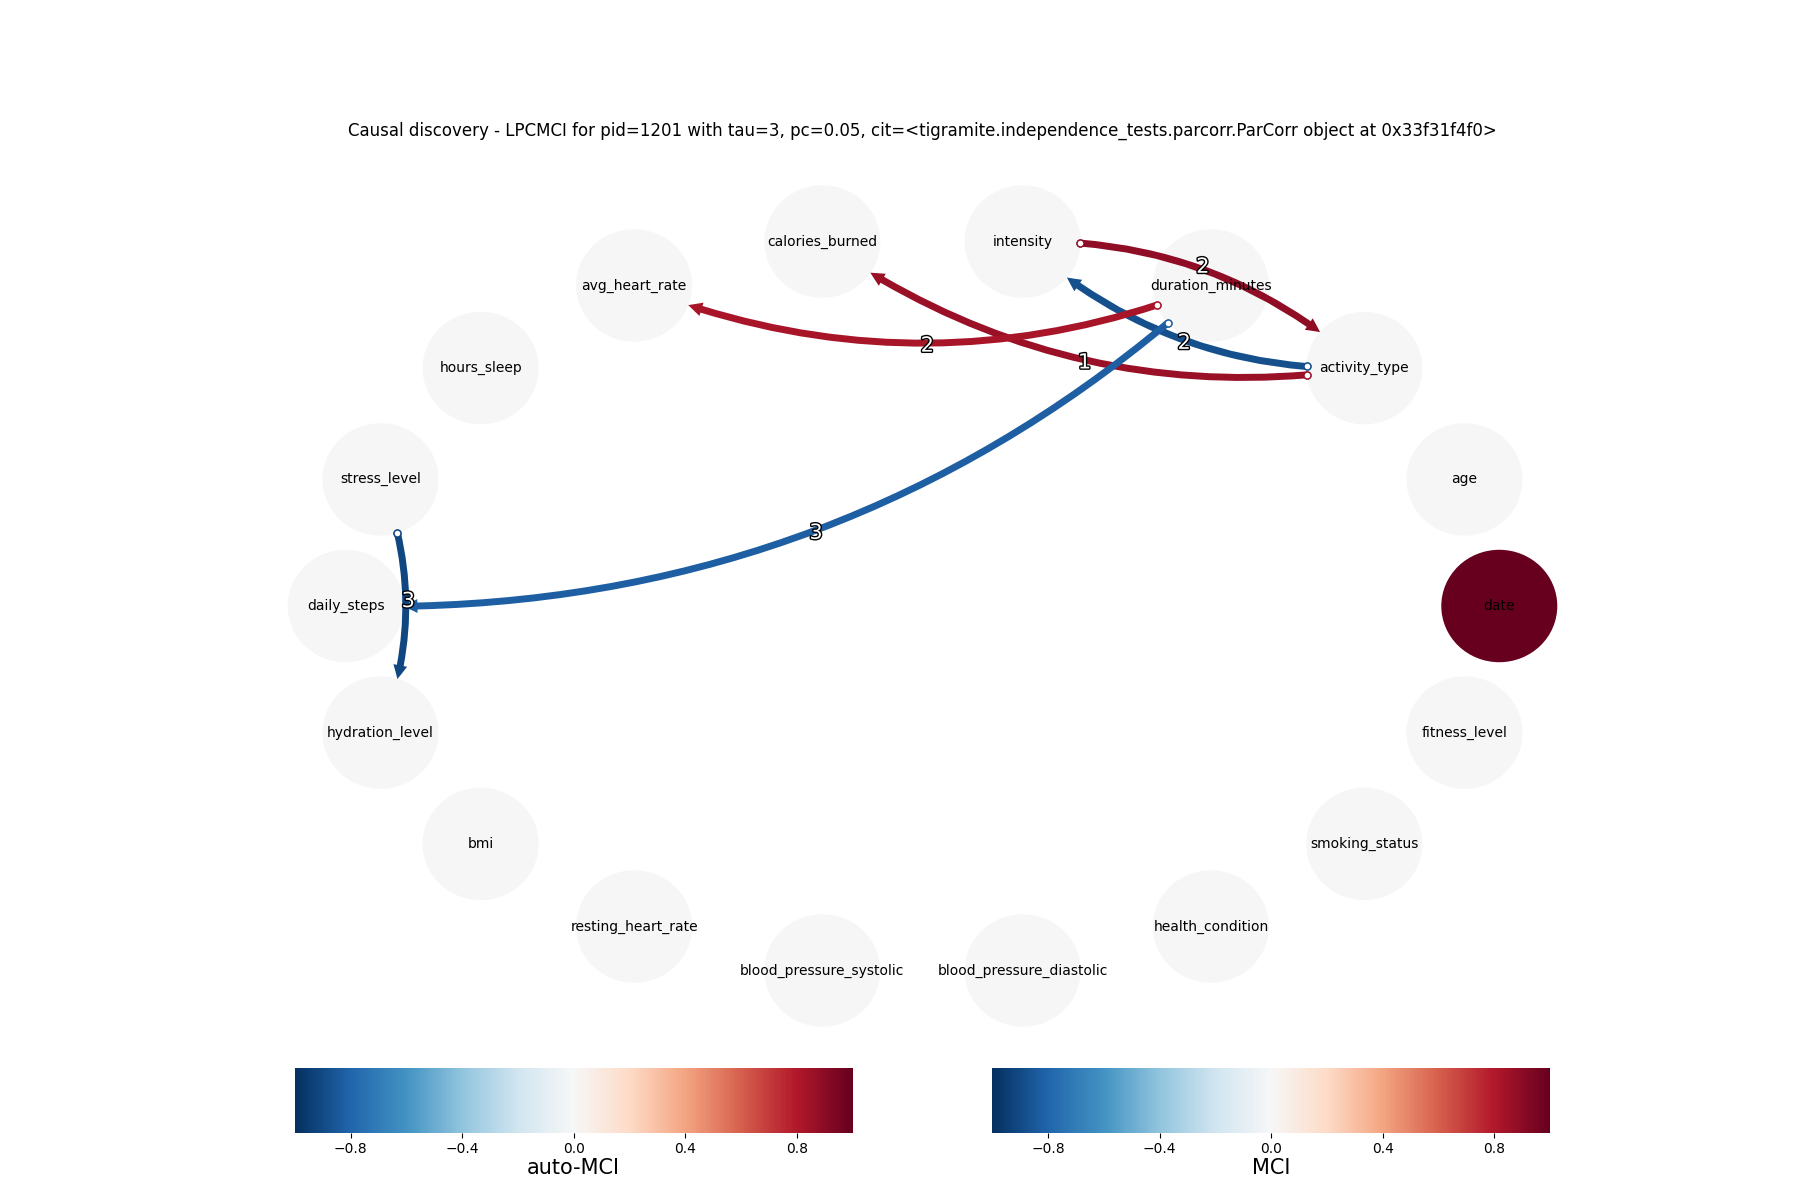 Causal discovery - LPCMCI for pid=1201 with tau=3, pc=0.05, cit=<tigramite.independence_tests.parcorr.ParCorr object at 0x33f31f4f0>
calories_burned
intensity
2
avg_heart_rate
duration_minutes
2
2
1
hours_sleep
activity_type
stress_level
age
3
3
daily_steps
date
hydration_level
fitness_level
bmi
smoking_status
resting_heart_rate
health_condition
blood_pressure_systolic
blood_pressure_diastolic
−0.8 −0.4 0.0 0.4 0.8
auto-MCI
−0.8 −0.4 0.0 0.4 0.8
MCI